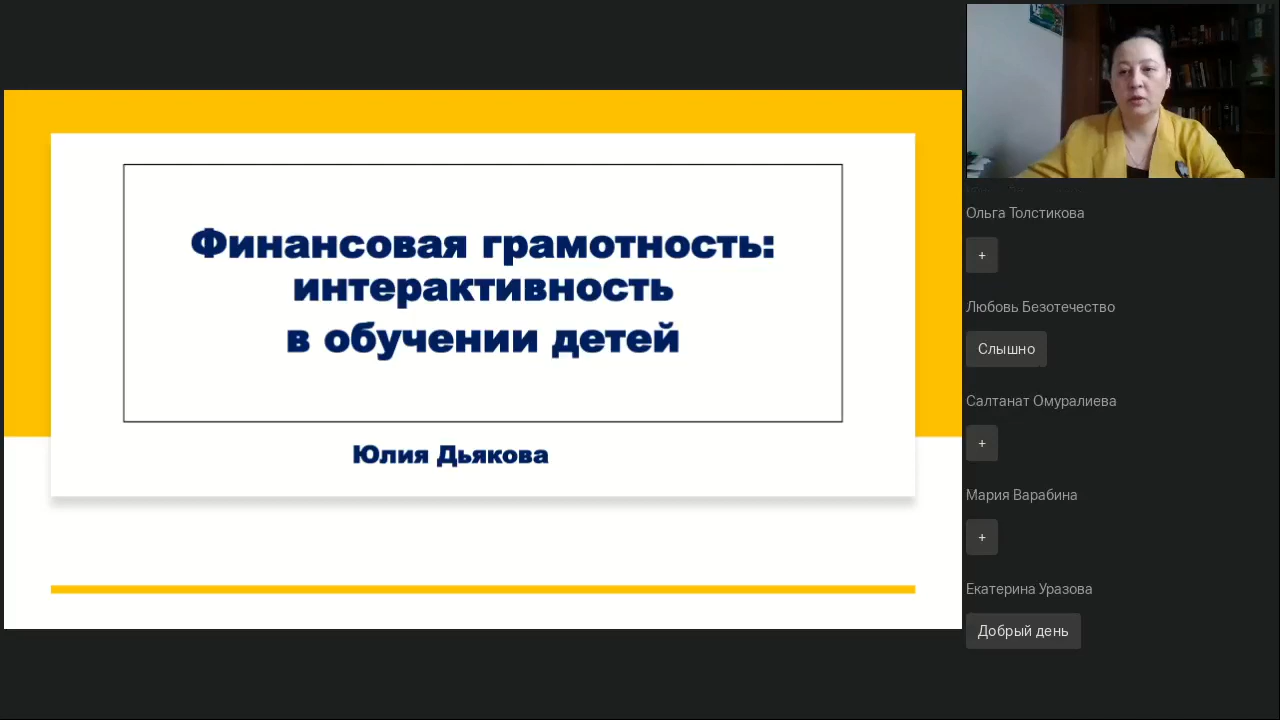 Финансовая грамотность:
интерактивность
в обучении детей
Юлия Дьякова
Ольга Толстикова
+
Любовь Безотечество
Слышно
Салтанат Омуралиева
+
Мария Варабина
+
Екатерина Уразова
Добрый день